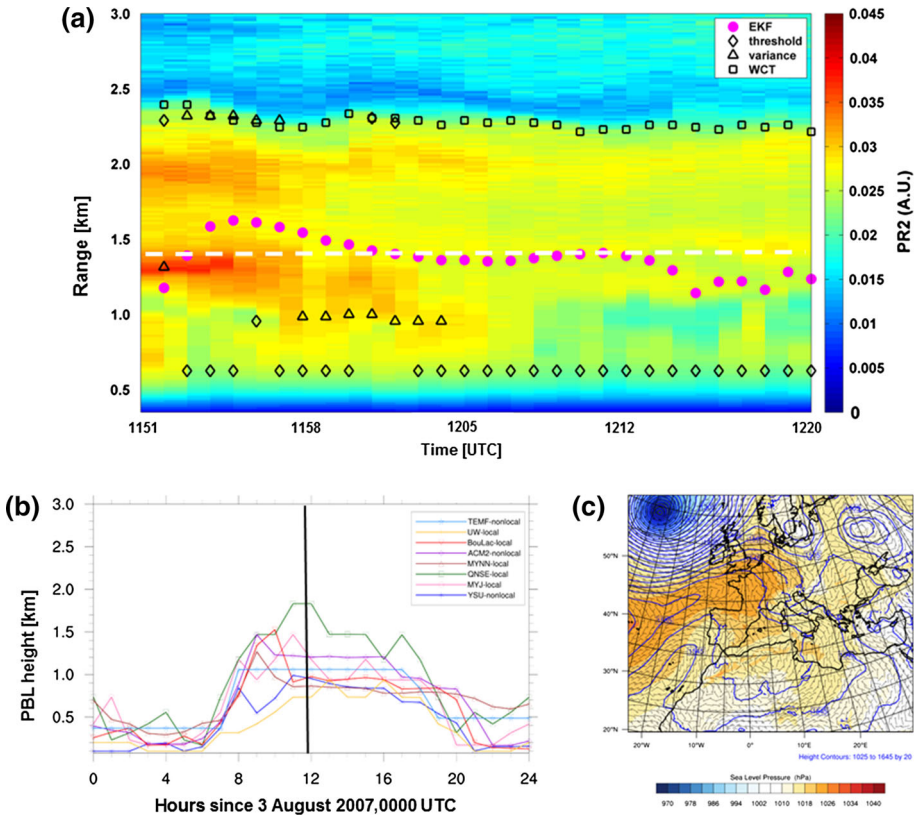 (a)
3.0
2.5
2.0
1.5
1.0
0.5
Range [km]
EKF
threshold
variance
WCT
1151
1158
1205
1212
1220
Time [UTC]
0.045
0.04
0.035
0.03
0.025
0.02
0.015
0.01
0.005
0
PR2 (A.U.)
(b)
3.0
2.5
2.0
1.5
1.0
0.5
PBL height [km]
TEMF-nonlocal
UW-local
BouLac-local
ACM2-nonlocal
MYNN-local
QNSE-local
MYJ-local
YSU-nonlocal
0
4
8
12
16
20
24
Hours since 3 August 2007,0000 UTC
(c)
50°N
40°N
30°N
20°N
20°W
10°W
0°
10°E
20°E
Height Contours: 1025 to 1645 by 20
Sea Level Pressure (hPa)
970
978
986
994
1002
1010
1018
1026
1034
1040